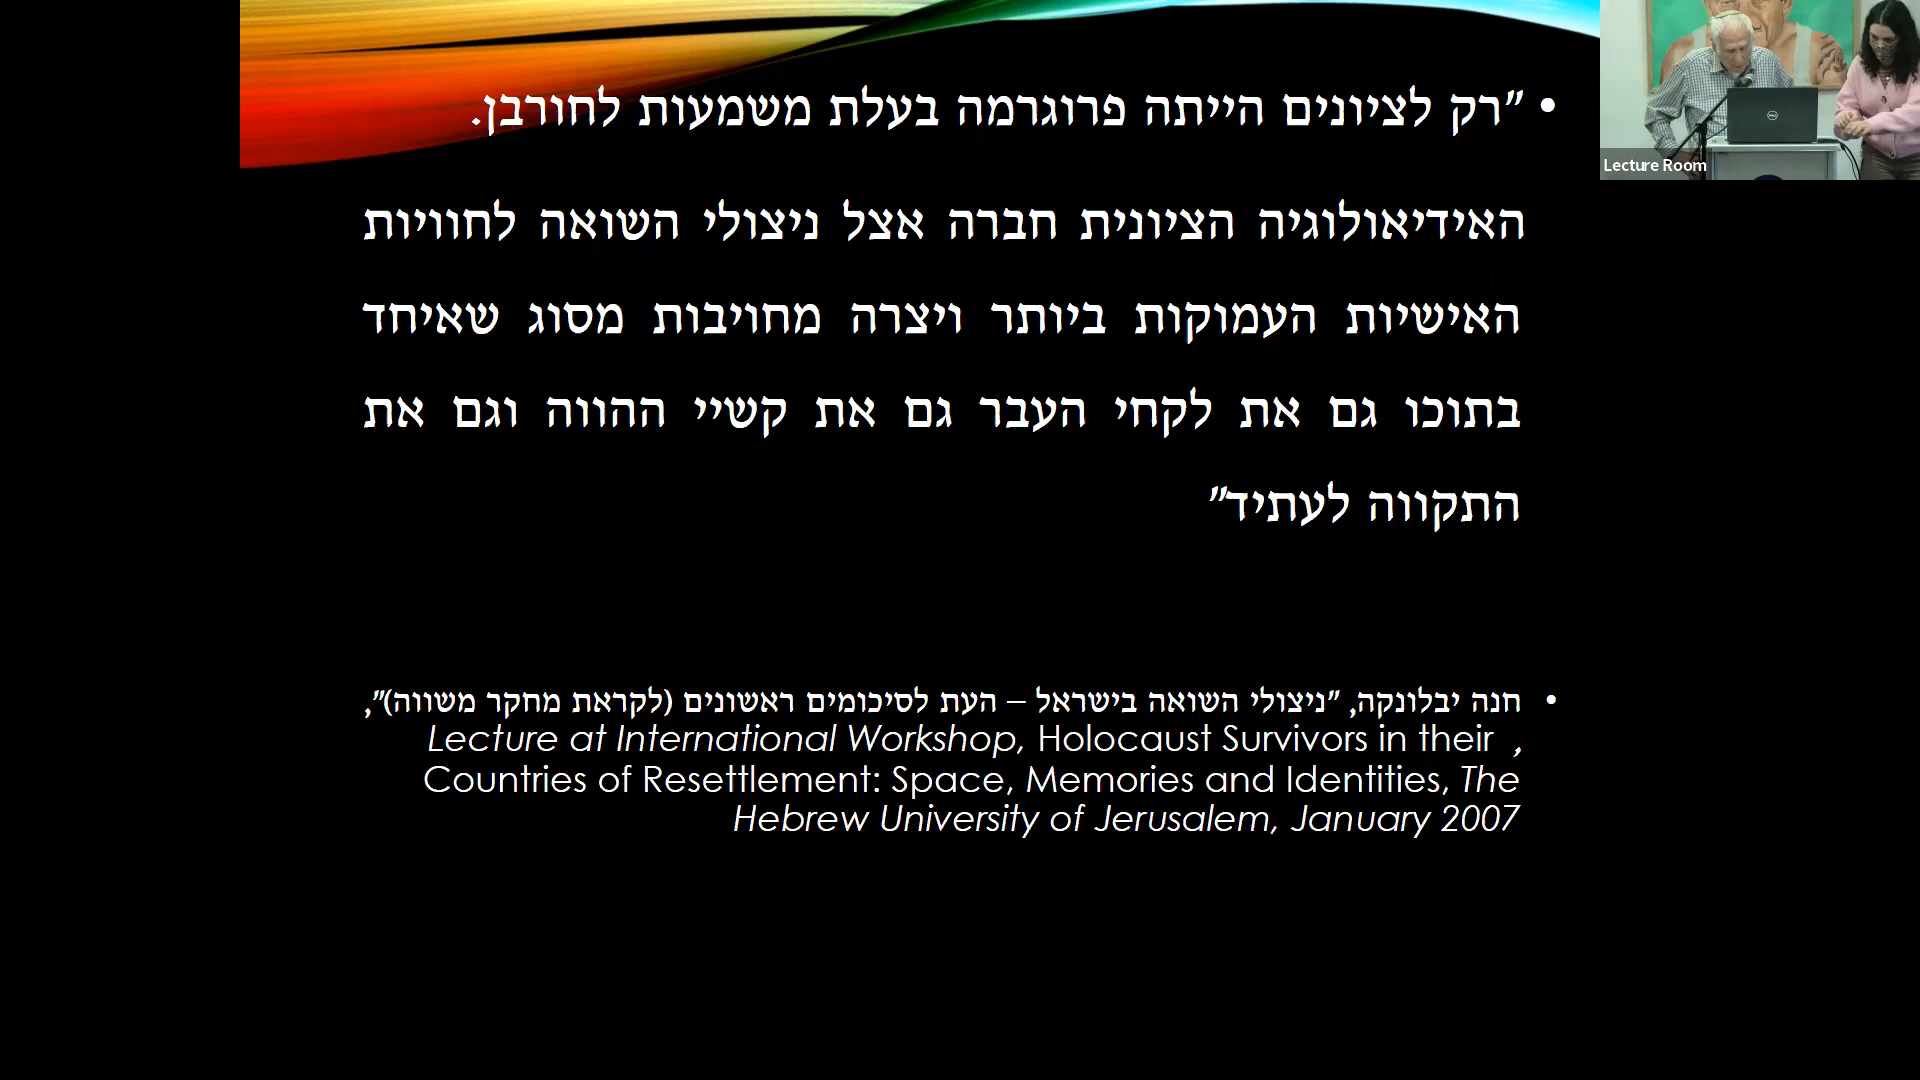 • "רק לציונים הייתה פרוגרמה בעלת משמעות לחורבן.
האידיאולוגיה הציונית חברה אצל ניצולי השואה לחוויות
האישיות העמוקות ביותר ויצרה מחויבות מסוג שאיחד
בתוכו גם את לקחי העבר גם את קשיי ההווה וגם את
התקווה לעתיד"
• חנה יבלונקה, "ניצולי השואה בישראל – העת לסיכומים ראשונים (לקראת מחקר משווה)",
Lecture at International Workshop, Holocaust Survivors in their ,
Countries of Resettlement: Space, Memories and Identities, The
Hebrew University of Jerusalem, January 2007
Lecture Room
DELL